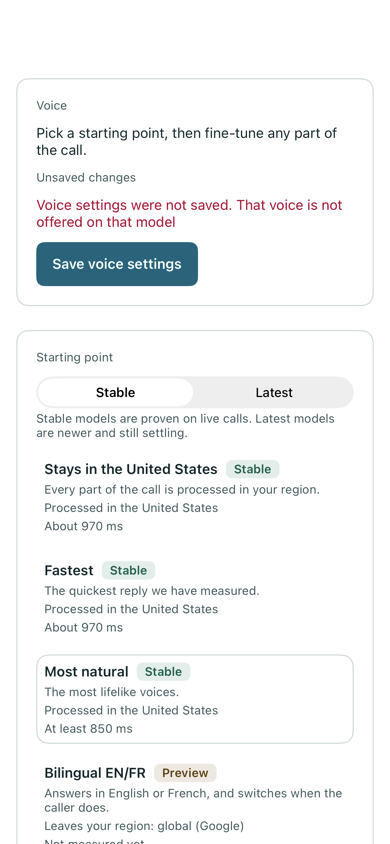 Voice
Pick a starting point, then fine-tune any part of
the call.
Unsaved changes
Voice settings were not saved. That voice is not
offered on that model
Save voice settings
Starting point
Stable
Latest
Stable models are proven on live calls. Latest models
are newer and still settling.
Stays in the United States Stable
Every part of the call is processed in your region.
Processed in the United States
About 970 ms
Fastest Stable
The quickest reply we have measured.
Processed in the United States
About 970 ms
Most natural Stable
The most lifelike voices.
Processed in the United States
At least 850 ms
Bilingual EN/FR Preview
Answers in English or French, and switches when the
caller does.
Leaves your region: global (Google)
Not measured yet